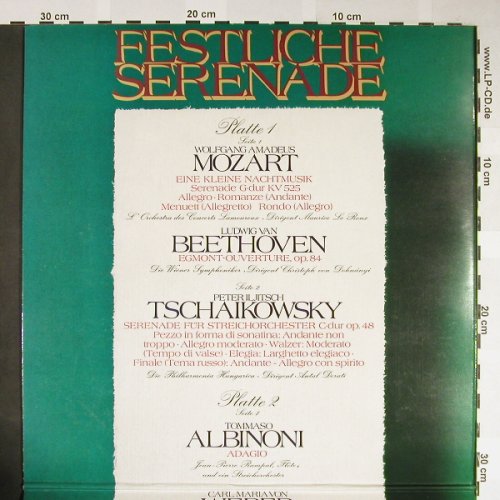 30 cm
20 cm
10 cm
www.LP-CD.de
10 cm
20 cm
30 cm
FESTLICHE
SERENADE
Platte 1
Seite 1
WOLFGANG AMADEUS
MOZART
EINE KLEINE NACHTMUSIK
Serenade G-dur KV 525
Allegro · Romanze (Andante)
Menuett (Allegretto) · Rondo (Allegro)
L'Orchestra des Concerts Lamoureux · Dirigent Maurice Le Roux
LUDWIG VAN
BEETHOVEN
EGMONT-OUVERTURE, op. 84
Die Wiener Symphoniker · Dirigent Christoph von Dohnányi
Seite 2
PETER ILJITSCH
TSCHAIKOWSKY
SERENADE FÜR STREICHORCHESTER C-dur op. 48
Pezzo in forma di sonatina: Andante non
troppo · Allegro moderato · Walzer: Moderato
(Tempo di valse) · Elegia: Larghetto elegiaco ·
Finale (Tema russo): Andante – Allegro con spirito
Die Philharmonia Hungarica · Dirigent Antal Dorati
Platte 2
TOMMASO
ALBINONI
ADAGIO
Jean-Pierre Rampal, Flöte,
und ein Streichorchester
CARL MARIA VON